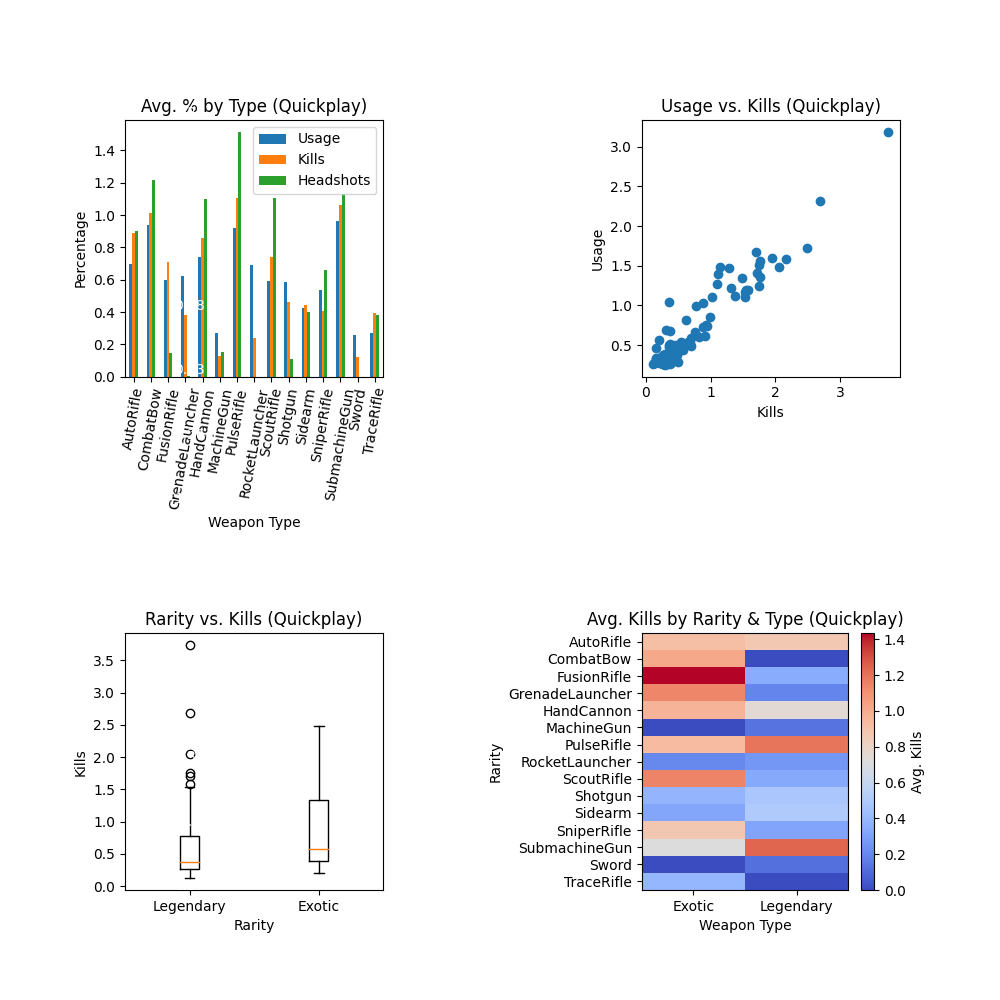 Avg. % by Type (Quickplay)
Percentage
1.4
1.2
1.0
0.8
0.6
0.4
0.2
0.0
Usage
Kills
Headshots
AutoRifle
CombatBow
FusionRifle
GrenadeLauncher
HandCannon
MachineGun
PulseRifle
RocketLauncher
ScoutRifle
Shotgun
Sidearm
SniperRifle
SubmachineGun
Sword
TraceRifle
Weapon Type
Usage vs. Kills (Quickplay)
Usage
3.0
2.5
2.0
1.5
1.0
0.5
0 1 2 3
Kills
Rarity vs. Kills (Quickplay)
Kills
3.5
3.0
2.5
2.0
1.5
1.0
0.5
0.0
Legendary Exotic
Rarity
Avg. Kills by Rarity & Type (Quickplay)
Rarity
AutoRifle
CombatBow
FusionRifle
GrenadeLauncher
HandCannon
MachineGun
PulseRifle
RocketLauncher
ScoutRifle
Shotgun
Sidearm
SniperRifle
SubmachineGun
Sword
TraceRifle
Exotic Legendary
Weapon Type
1.4
1.2
1.0
0.8
0.6
0.4
0.2
0.0
Avg. Kills